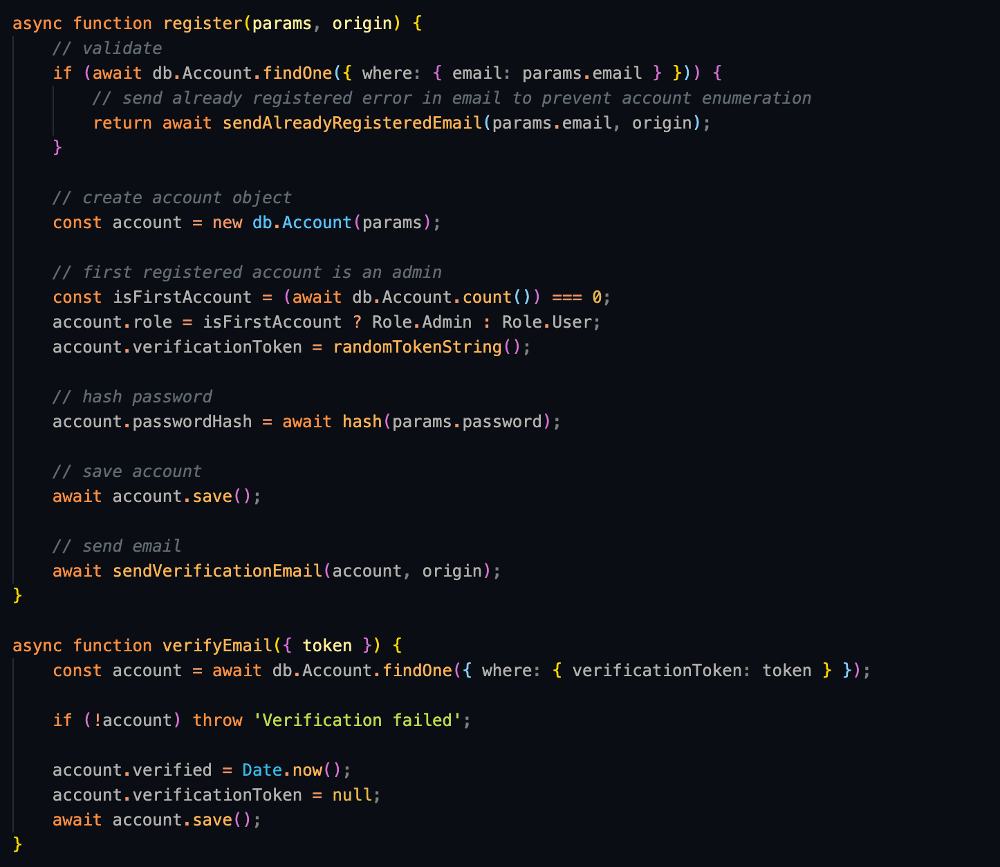 async function register(params, origin) {
    // validate
    if (await db.Account.findOne({ where: { email: params.email } })) {
        // send already registered error in email to prevent account enumeration
        return await sendAlreadyRegisteredEmail(params.email, origin);
    }

    // create account object
    const account = new db.Account(params);

    // first registered account is an admin
    const isFirstAccount = (await db.Account.count()) === 0;
    account.role = isFirstAccount ? Role.Admin : Role.User;
    account.verificationToken = randomTokenString();

    // hash password
    account.passwordHash = await hash(params.password);

    // save account
    await account.save();

    // send email
    await sendVerificationEmail(account, origin);
}

async function verifyEmail({ token }) {
    const account = await db.Account.findOne({ where: { verificationToken: token } });

    if (!account) throw 'Verification failed';

    account.verified = Date.now();
    account.verificationToken = null;
    await account.save();
}